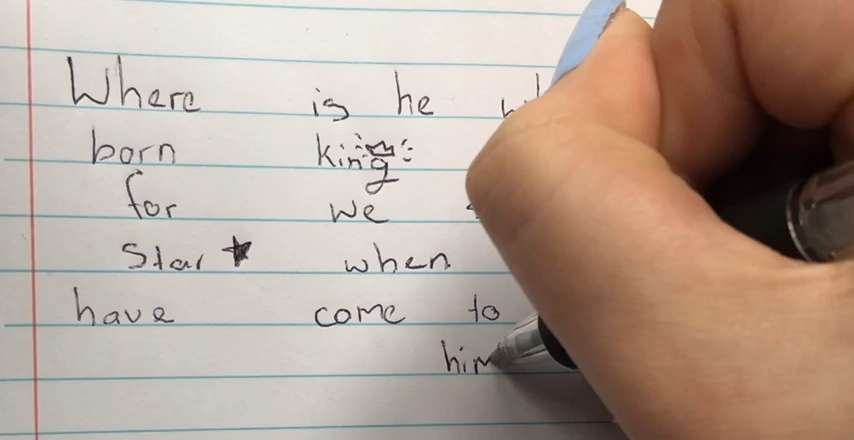 Where is he
born king
for we
star when
have come to
him